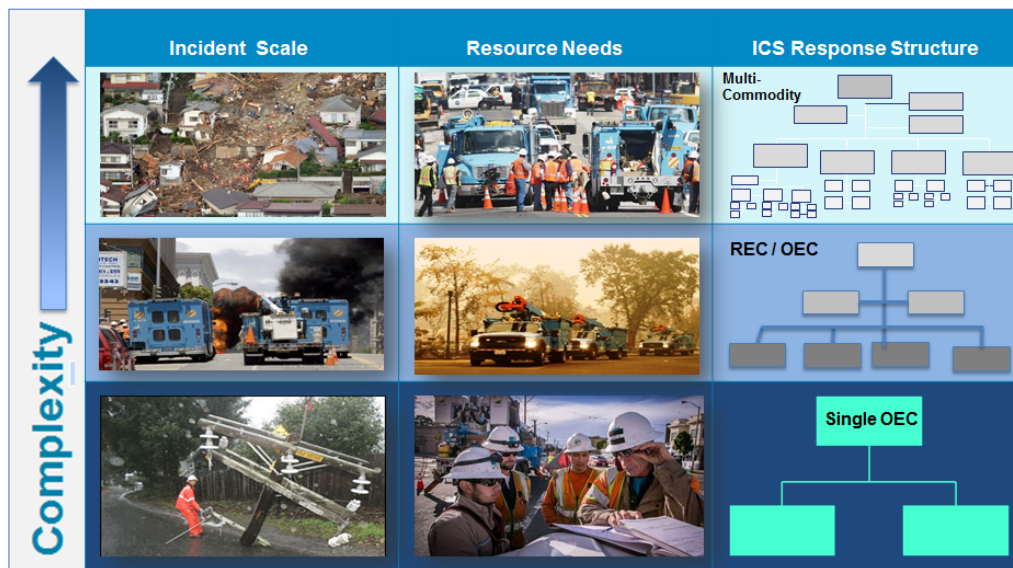 Incident Scale
Resource Needs
ICS Response Structure
Multi-
Commodity
REC / OEC
Single OEC
Complexity